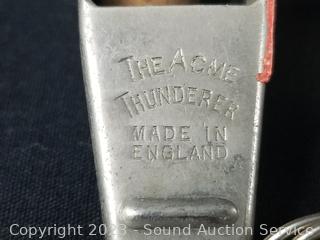 THE ACME
THUNDERER
MADE IN
ENGLAND
Copyright © 2023 - Sound Auction Service